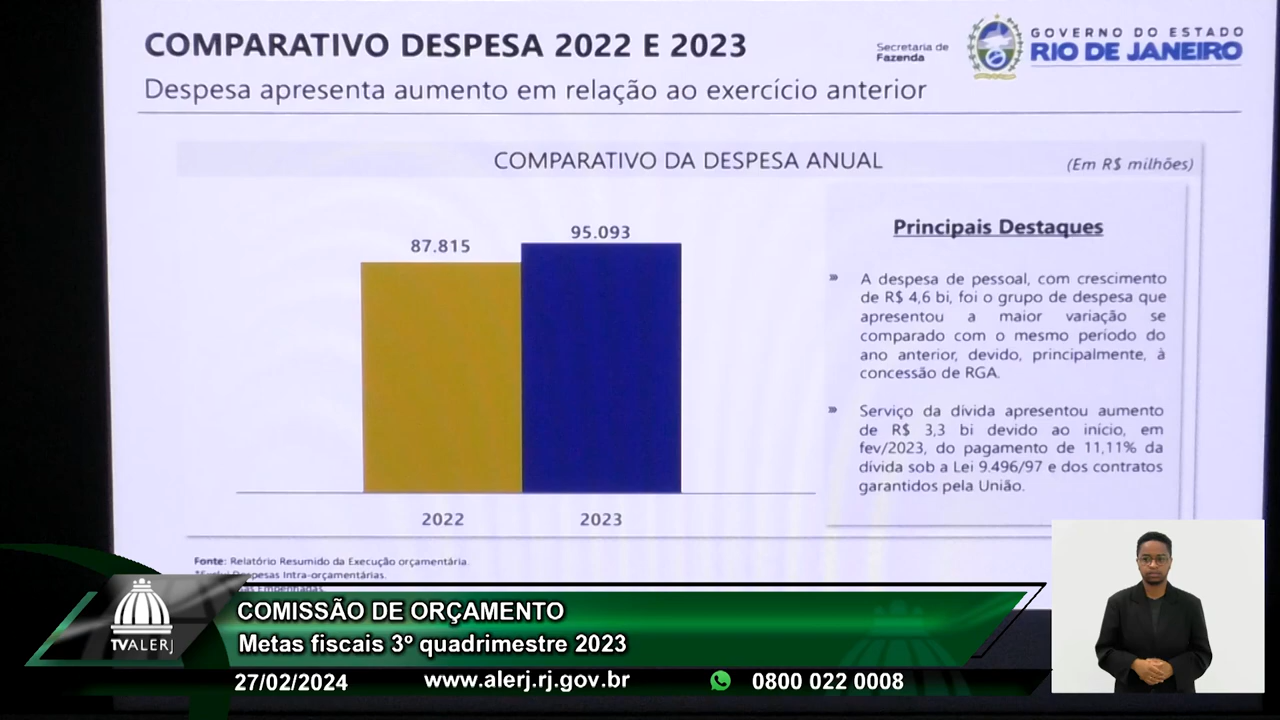 COMPARATIVO DESPESA 2022 E 2023
Despesa apresenta aumento em relação ao exercício anterior
Secretaria de
Fazenda
GOVERNO DO ESTADO
RIO DE JANEIRO
COMPARATIVO DA DESPESA ANUAL
(Em R$ milhões)
87.815
95.093
2022
2023
Principais Destaques
A despesa de pessoal, com crescimento
de R$ 4,6 bi, foi o grupo de despesa que
apresentou a maior variação se
comparado com o mesmo período do
ano anterior, devido, principalmente, à
concessão de RGA.
Serviço da dívida apresentou aumento
de R$ 3,3 bi devido ao início, em
fev/2023, do pagamento de 11,11% da
dívida sob a Lei 9.496/97 e dos contratos
garantidos pela União.
Fonte: Relatório Resumido da Execução orçamentária.
Despesas Intra-orçamentárias.
COMISSÃO DE ORÇAMENTO
Metas fiscais 3º quadrimestre 2023
TVALERJ
27/02/2024
www.alerj.rj.gov.br
0800 022 0008